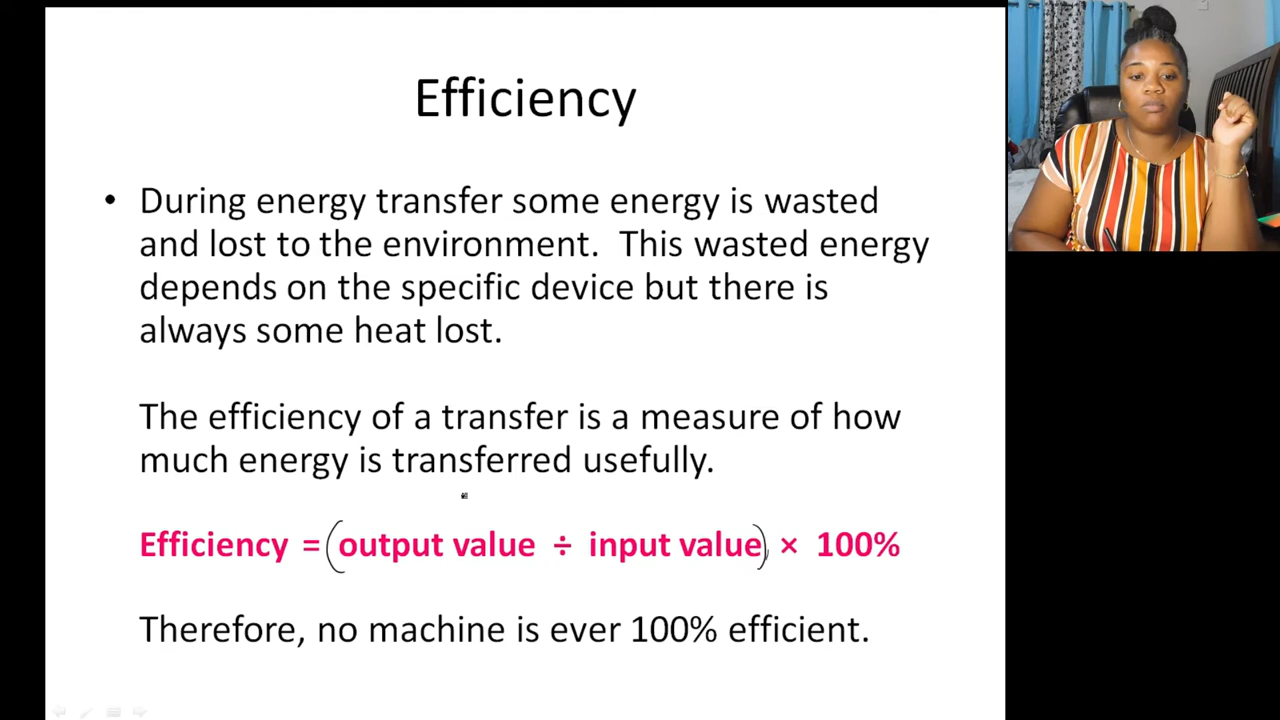 Efficiency
• During energy transfer some energy is wasted
and lost to the environment.  This wasted energy
depends on the specific device but there is
always some heat lost.
The efficiency of a transfer is a measure of how
much energy is transferred usefully.
Efficiency = (output value ÷ input value) × 100%
Therefore, no machine is ever 100% efficient.